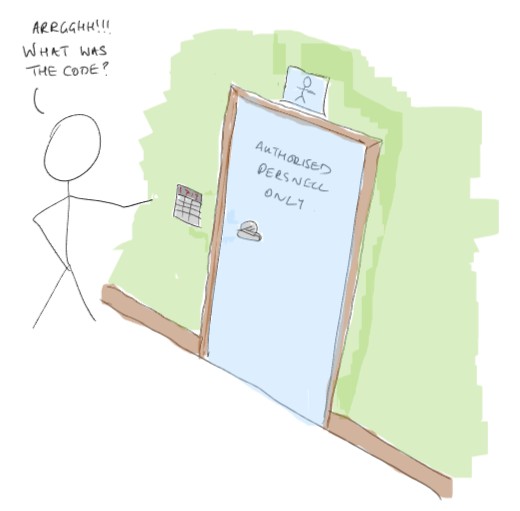 ARRGGHH!!!
WHAT WAS
THE CODE?
AUTHORISED
PERSNELL
ONLY